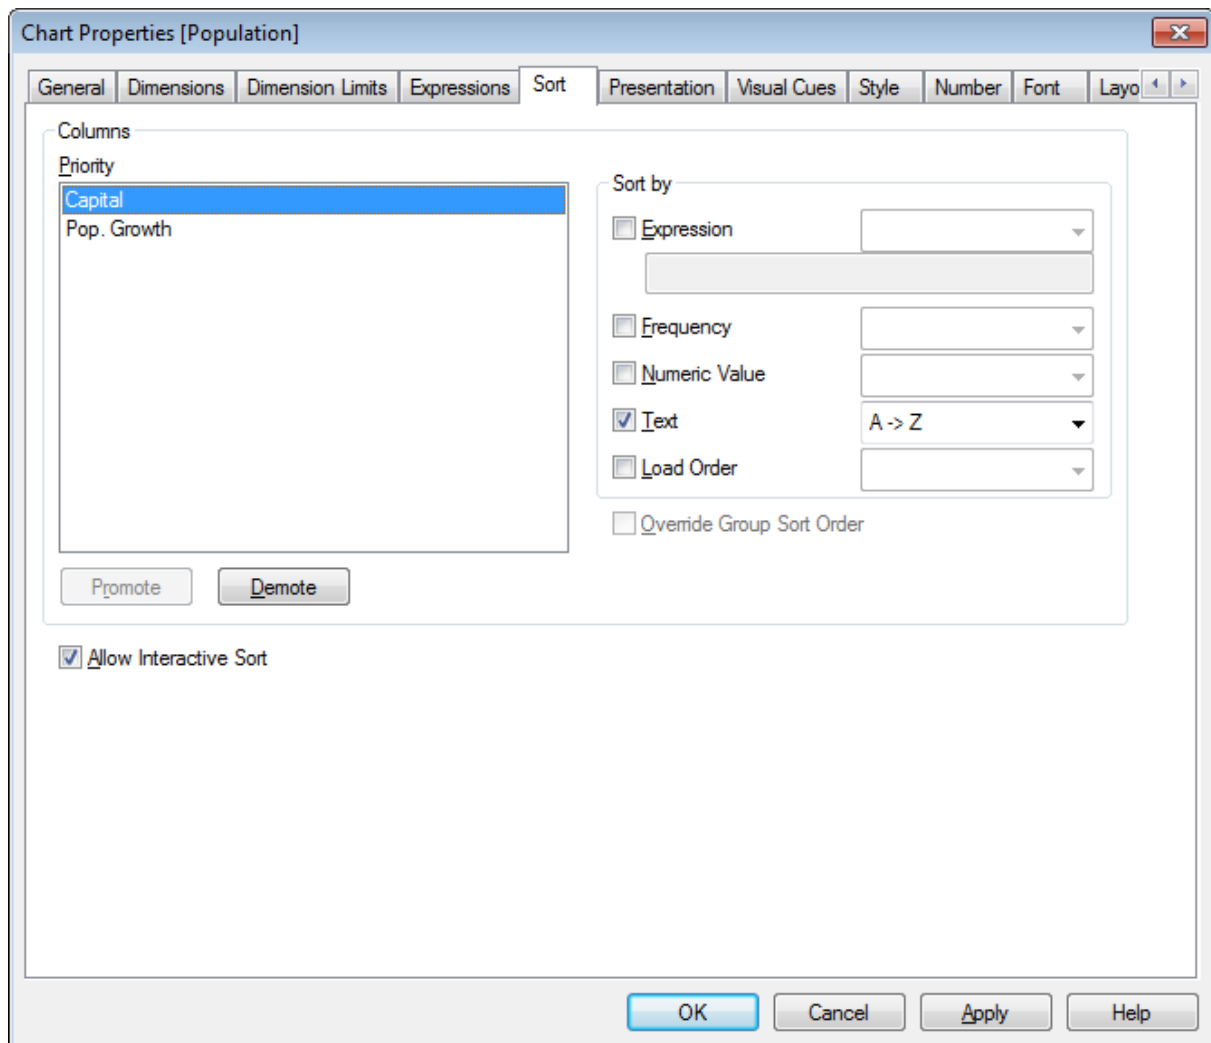 Chart Properties [Population]
General Dimensions Dimension Limits Expressions Sort Presentation Visual Cues Style Number Font Layo
Columns
Priority
Capital
Pop. Growth
Sort by
Expression
Frequency
Numeric Value
Text A -> Z
Load Order
Override Group Sort Order
Promote Demote
Allow Interactive Sort
OK Cancel Apply Help